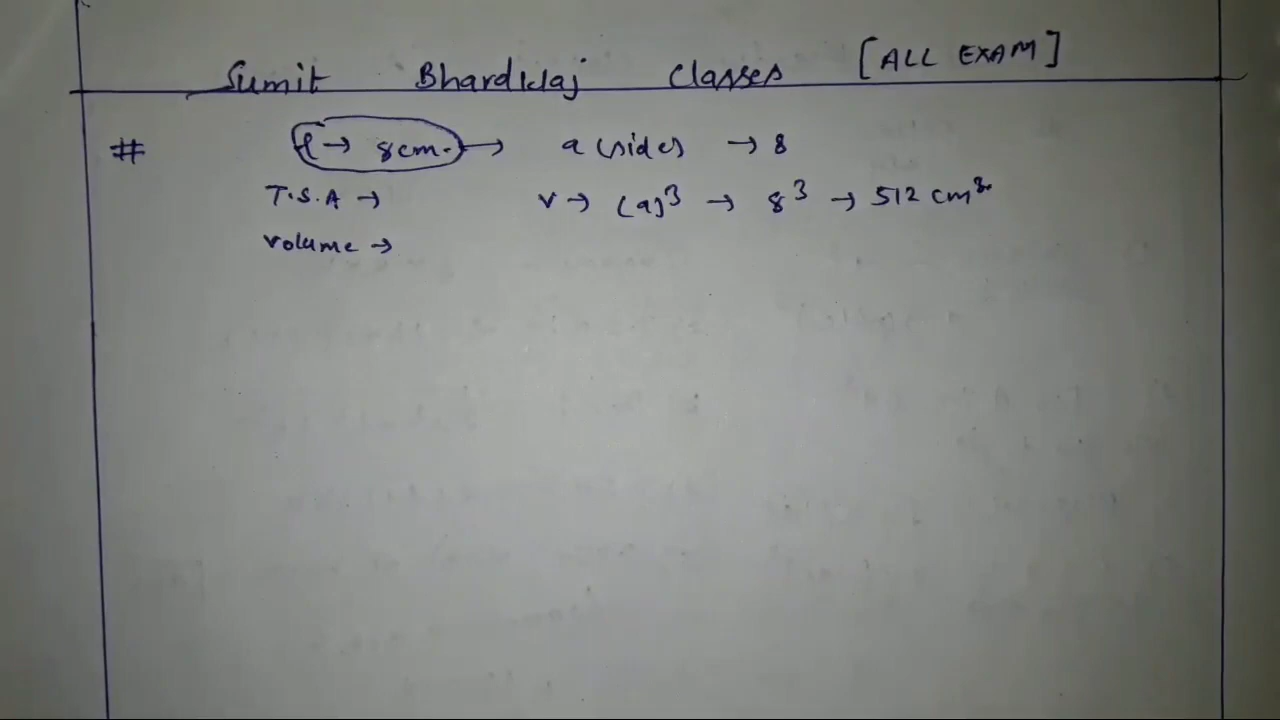 Sumit Bhardwaj Classes [ALL EXAM]
# l → 8cm. → a (side) → 8
T.S.A → v → (a)³ → 8³ → 512 cm³
volume →